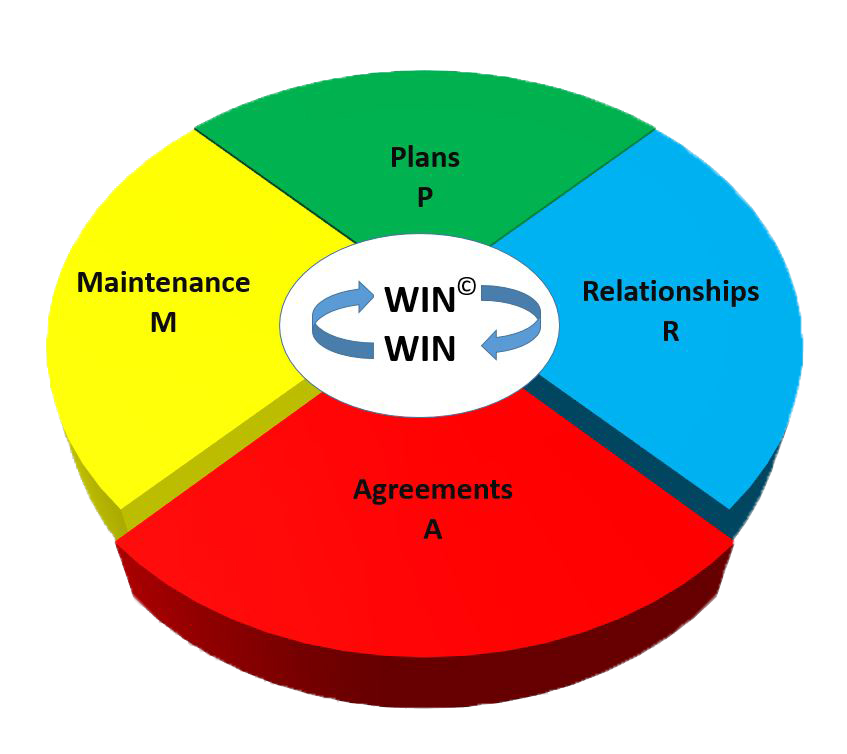 Plans
P
Maintenance
M
WIN©
WIN
Relationships
R
Agreements
A